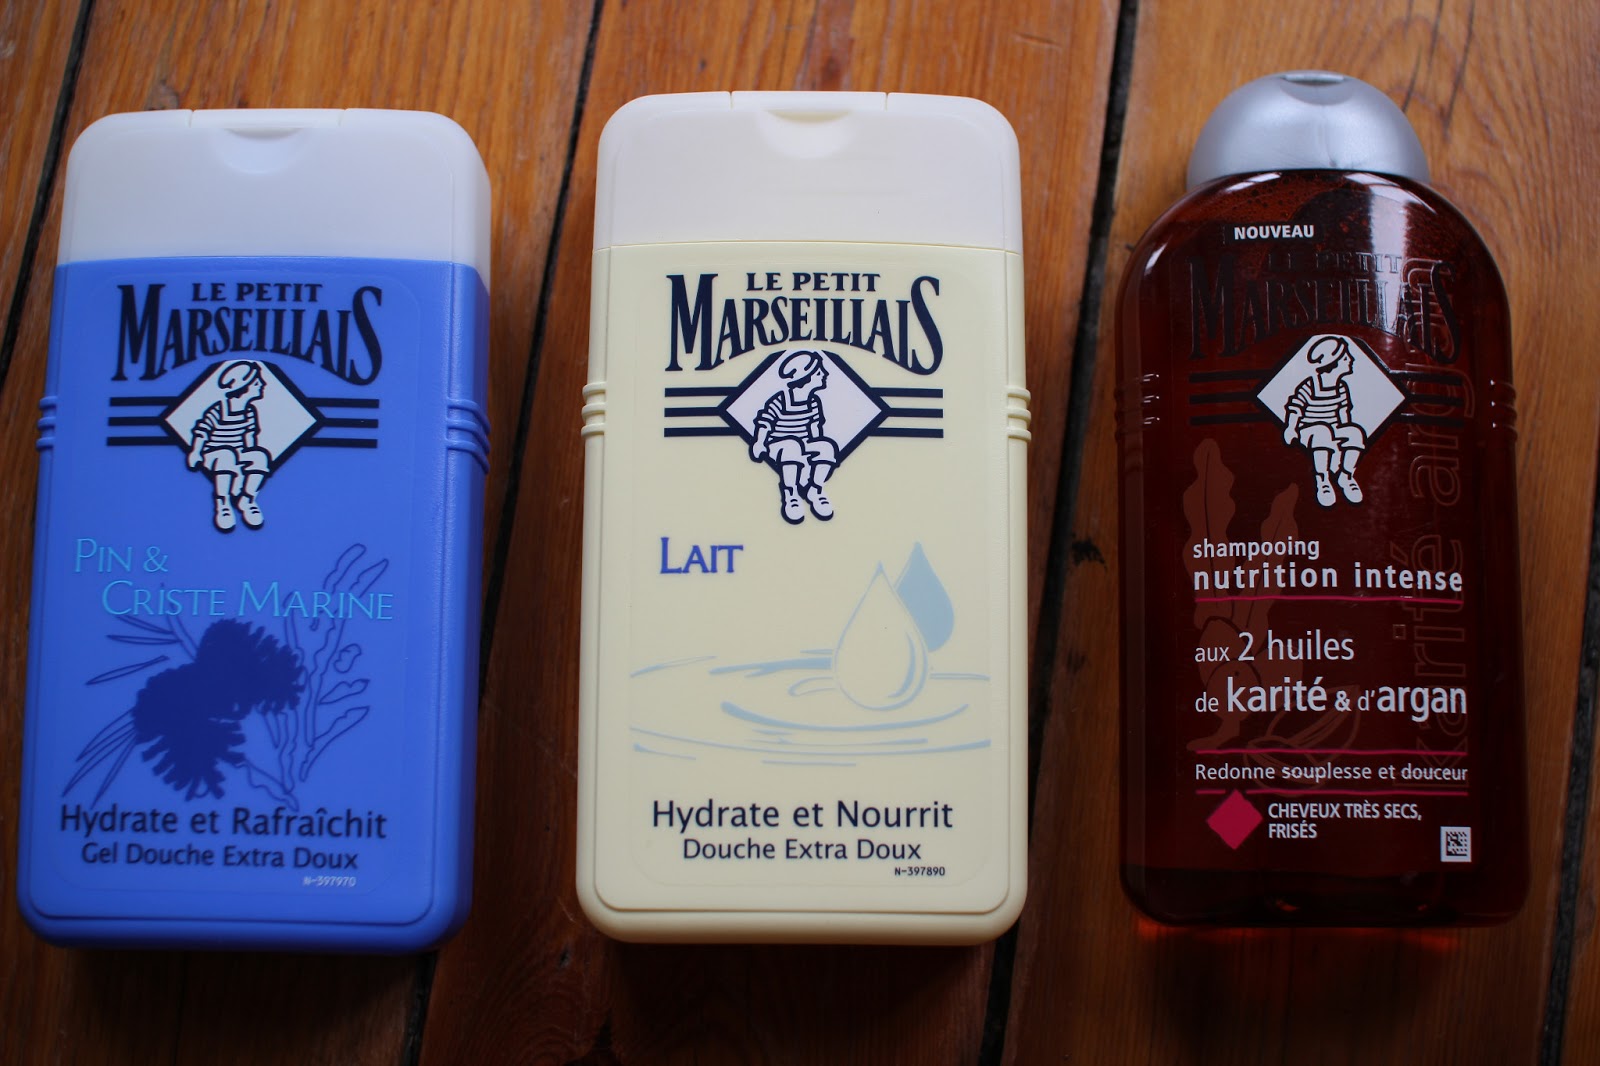 LE PETIT
MARSEILLAIS
PIN &
CRISTE MARINE
Hydrate et Rafraîchit
Gel Douche Extra Doux
N-397970
LE PETIT
MARSEILLAIS
LAIT
Hydrate et Nourrit
Douche Extra Doux
N-397890
NOUVEAU
LE PETIT
MARSEILLAIS
shampooing
nutrition intense
aux 2 huiles
de karité & d'argan
Redonne souplesse et douceur
CHEVEUX TRÈS SECS,
FRISÉS
karité argan